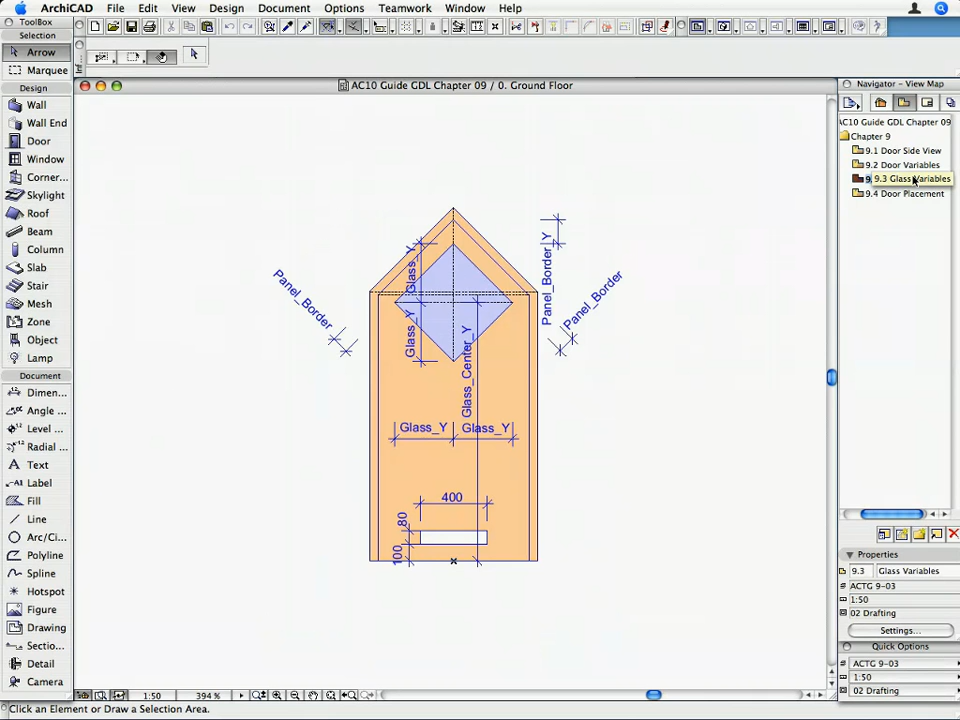 ArchiCAD File Edit View Design Document Options Teamwork Window Help
ToolBox
Selection
Arrow
Marquee
Design
Wall
Wall End
Door
Window
Corner...
Skylight
Roof
Beam
Column
Slab
Stair
Mesh
Zone
Object
Lamp
Document
Dimen...
Angle ...
Level ...
Radial ...
Text
Label
Fill
Line
Arc/Ci...
Polyline
Spline
Hotspot
Figure
Drawing
Sectio...
Detail
Camera
AC10 Guide GDL Chapter 09 / 0. Ground Floor
Panel_Border
Glass_Y
Glass_Y
Panel_Border_Y
Panel_Border
Glass_Center_Y
Glass_Y Glass_Y
400
80
100
1:50 394 %
Click an Element or Draw a Selection Area.
Navigator - View Map
AC10 Guide GDL Chapter 09
Chapter 9
9.1 Door Side View
9.2 Door Variables
9.3 Glass Variables
9.4 Door Placement
Properties
9.3 Glass Variables
ACTG 9-03
1:50
02 Drafting
Settings...
Quick Options
ACTG 9-03
1:50
02 Drafting